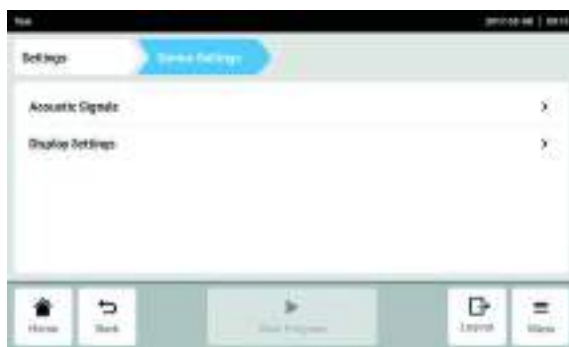 Settings
Device Settings
Acoustic Signals
Display Settings
Home
Back
Logout
Menu